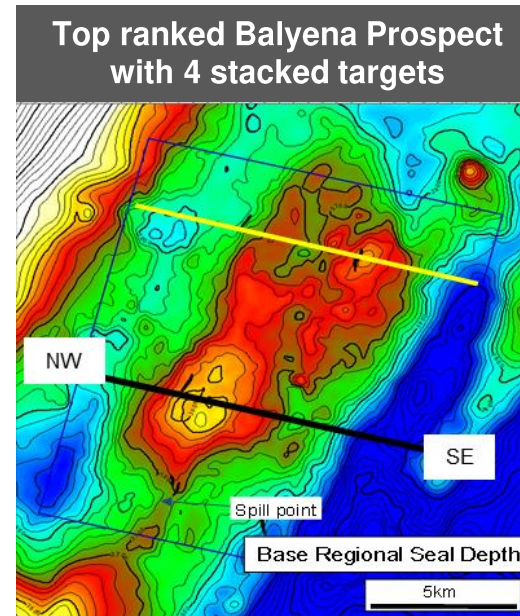 Top ranked Balyena Prospect
with 4 stacked targets
NW
SE
Spill point
Base Regional Seal Depth
5km